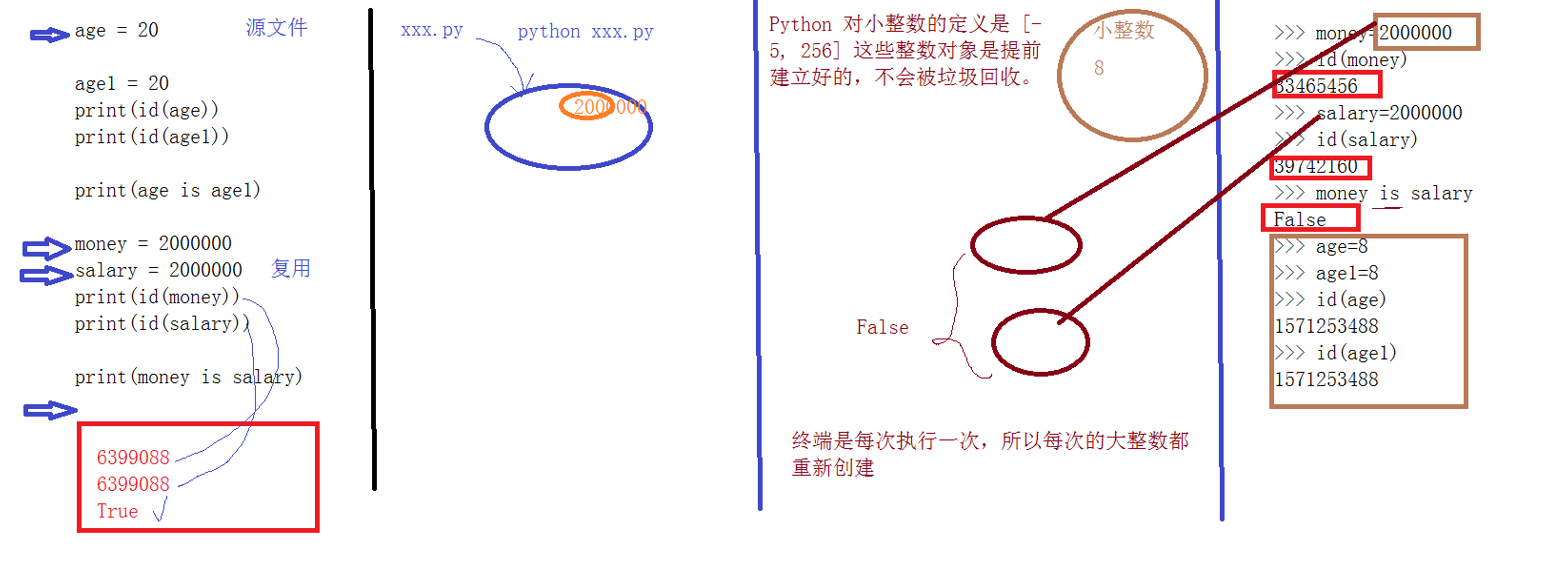 age = 20
源文件
age1 = 20
print(id(age))
print(id(age1))
print(age is age1)
money = 2000000
salary = 2000000
复用
print(id(money))
print(id(salary))
print(money is salary)
6399088
6399088
True
xxx.py
python xxx.py
2000000
Python 对小整数的定义是 [-
5, 256] 这些整数对象是提前
建立好的，不会被垃圾回收。
小整数
8
False
终端是每次执行一次，所以每次的大整数都
重新创建
>>> money=2000000
>>> id(money)
33465456
>>> salary=2000000
>>> id(salary)
39742160
>>> money is salary
False
>>> age=8
>>> age1=8
>>> id(age)
1571253488
>>> id(age1)
1571253488